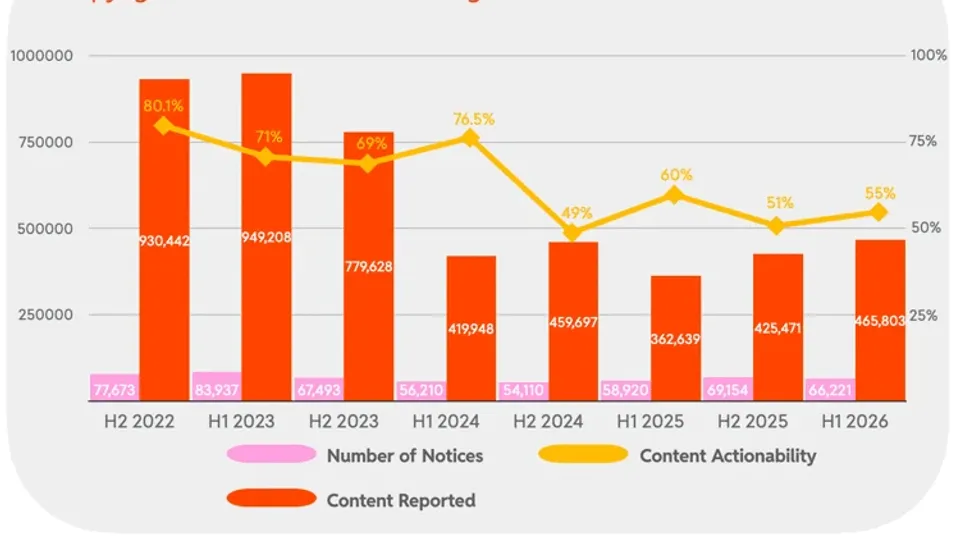 1000000 100%
80.1% 71% 69% 76.5% 49% 60% 51% 55%
750000 75%
500000 50%
250000 25%
930,442 949,208 779,628 419,948 459,697 362,639 425,471 465,803
77,673 83,937 67,493 56,210 54,110 58,920 69,154 66,221
H2 2022 H1 2023 H2 2023 H1 2024 H2 2024 H1 2025 H2 2025 H1 2026
Number of Notices Content Actionability
Content Reported